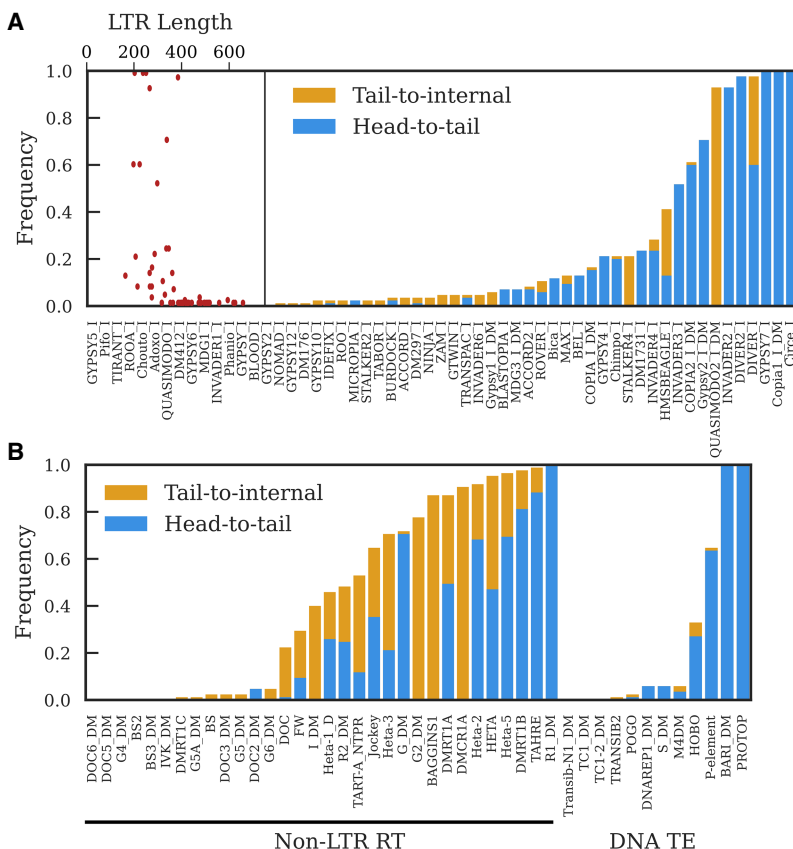 A
LTR Length
0 200 400 600
1.0
0.8
0.6
0.4
0.2
0.0
Frequency
Tail-to-internal
Head-to-tail
GYPSY5_I
Pifo_I
TIRANT_I
ROOA_I
Chouto_I
Adoxo_I
QUASIMODO_I
DM412_I
GYPSY6_I
MDG1_I
INVADER1_I
Phanio_I
GYPSY_I
BLOOD_I
GYPSY2_I
NOMAD_I
GYPSY12_I
DM176_I
GYPSY10_I
IDEFIX_I
ROO_I
MICROPIA_I
STALKER2_I
TABOR_I
BURDOCK_I
ACCORD_I
DM297_I
NINJA_I
ZAM_I
GTWIN_I
TRANSPAC_I
INVADER6_I
Gypsy1_I_DM
BLASTOPIA_I
MDG3_I_DM
ACCORD2_I
ROVER_I
Bica_I
MAX_I
BEL_I
COPIA_I_DM
GYPSY4_I
Chimpo_I
STALKER4_I
DM1731_I
INVADER4_I
HMSBEAGLE_I
INVADER3_I
COPIA2_I_DM
Gypsy2_I_DM
QUASIMODO2_I_DM
INVADER2_I
DIVER2_I
DIVER_I
GYPSY7_I
Copia1_I_DM
Circe_I
B
1.0
0.8
0.6
0.4
0.2
0.0
Frequency
Tail-to-internal
Head-to-tail
DOC6_DM
DOC5_DM
G4_DM
BS2
BS3_DM
IVK_DM
DMRT1C
G5A_DM
BS
DOC3_DM
G5_DM
DOC2_DM
G6_DM
DOC
FW
I_DM
Heta-1_D
R2_DM
TART-A_NTPR
Jockey
Heta-3
G_DM
G2_DM
BAGGINS1
DMRT1A
DMCR1A
Heta-2
HETA
Heta-5
DMRT1B
TAHRE
R1_DM
Transib-N1_DM
TC1_DM
TC1-2_DM
TRANSIB2
POGO
DNAREP1_DM
S_DM
M4DM
HOBO
P-element
BARI_DM
PROTOP
Non-LTR RT
DNA TE